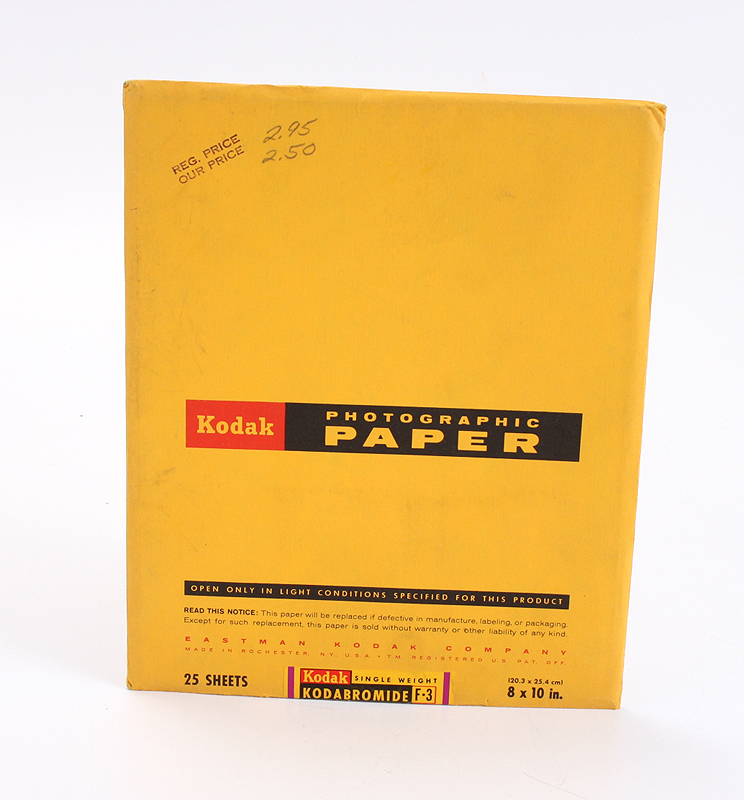 REG. PRICE 2.95
OUR PRICE 2.50
Kodak PHOTOGRAPHIC
PAPER
OPEN ONLY IN LIGHT CONDITIONS SPECIFIED FOR THIS PRODUCT
READ THIS NOTICE: This paper will be replaced if defective in manufacture, labeling, or packaging.
Except for such replacement, this paper is sold without warranty or other liability of any kind.
EASTMAN KODAK COMPANY
MADE IN ROCHESTER, N.Y. U.S.A. • T.M. REGISTERED U.S. PAT. OFF.
25 SHEETS
Kodak SINGLE WEIGHT
KODABROMIDE F-3
(20.3 x 25.4 cm)
8 x 10 in.